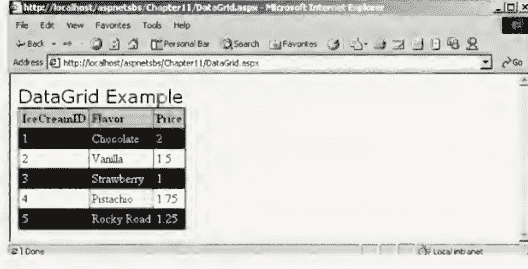 http://localhost/aspnetsbs/Chapter11/DataGrid.aspx - Microsoft Internet Explorer
File Edit View Favorites Tools Help
Back Personal Bar Search Favorites
Address http://localhost/aspnetsbs/Chapter11/DataGrid.aspx Go
DataGrid Example
IceCreamID Flavor Price
1 Chocolate 2
2 Vanilla 1.5
3 Strawberry 1
4 Pistachio 1.75
5 Rocky Road 1.25
Done Local intranet